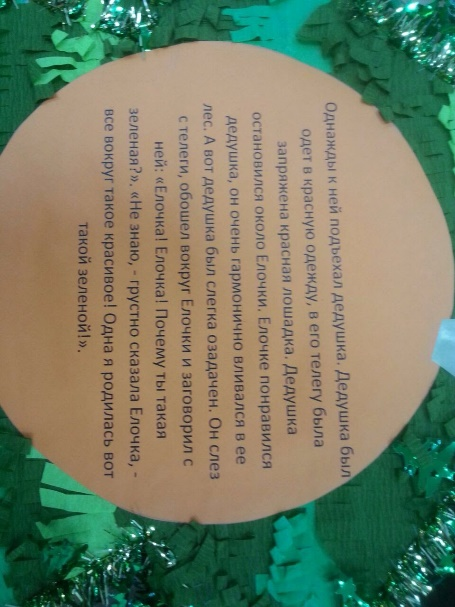 Однажды к ней подъехал дедушка. Дедушка был
одет в красную одежду, в его телегу была
запряжена красная лошадка. Дедушка
остановился около Елочки. Елочке понравился
дедушка, он очень гармонично вливался в ее
лес. А вот дедушка был слегка озадачен. Он слез
с телеги, обошел вокруг Елочки и заговорил с
ней: «Елочка! Елочка! Почему ты такая
зеленая?». «Не знаю, - грустно сказала Елочка, -
все вокруг такое красивое! Одна я родилась вот
такой зеленой!».